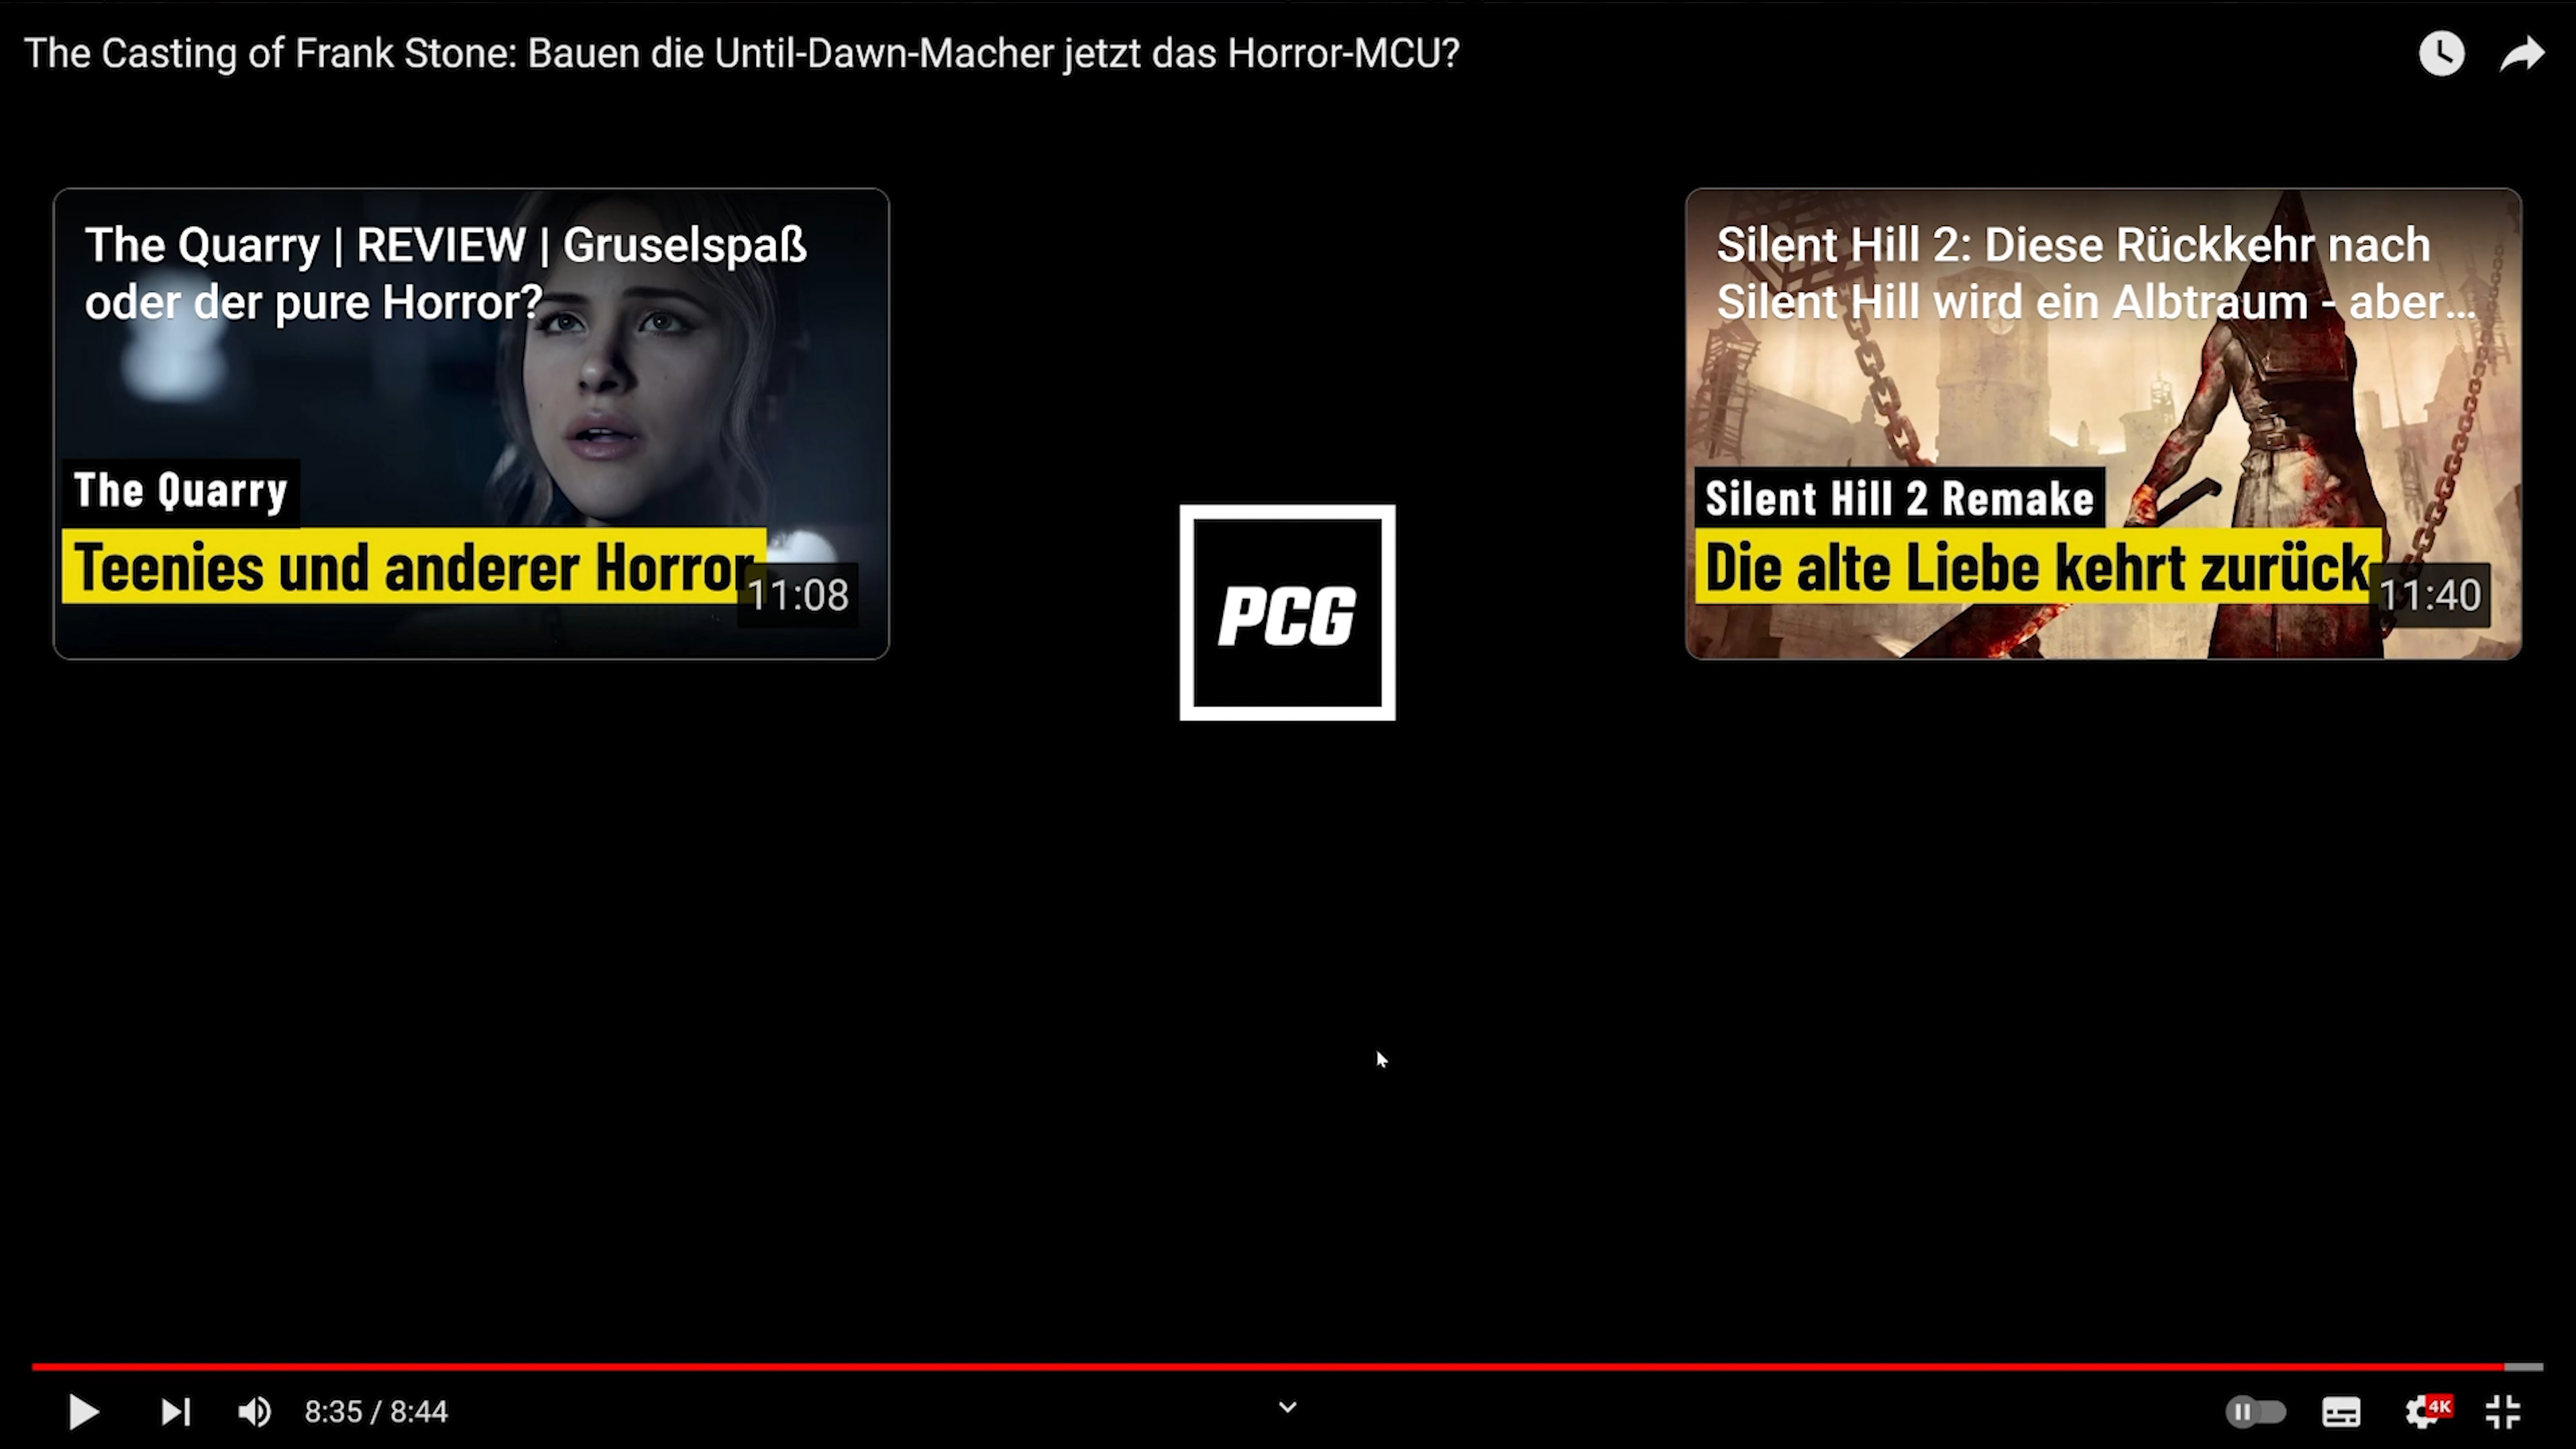 The Casting of Frank Stone: Bauen die Until-Dawn-Macher jetzt das Horror-MCU?
The Quarry | REVIEW | Gruselspaß
oder der pure Horror?
The Quarry
Teenies und anderer Horror
11:08
PCG
Silent Hill 2: Diese Rückkehr nach
Silent Hill wird ein Albtraum - aber...
Silent Hill 2 Remake
Die alte Liebe kehrt zurück
11:40
8:35 / 8:44
4K